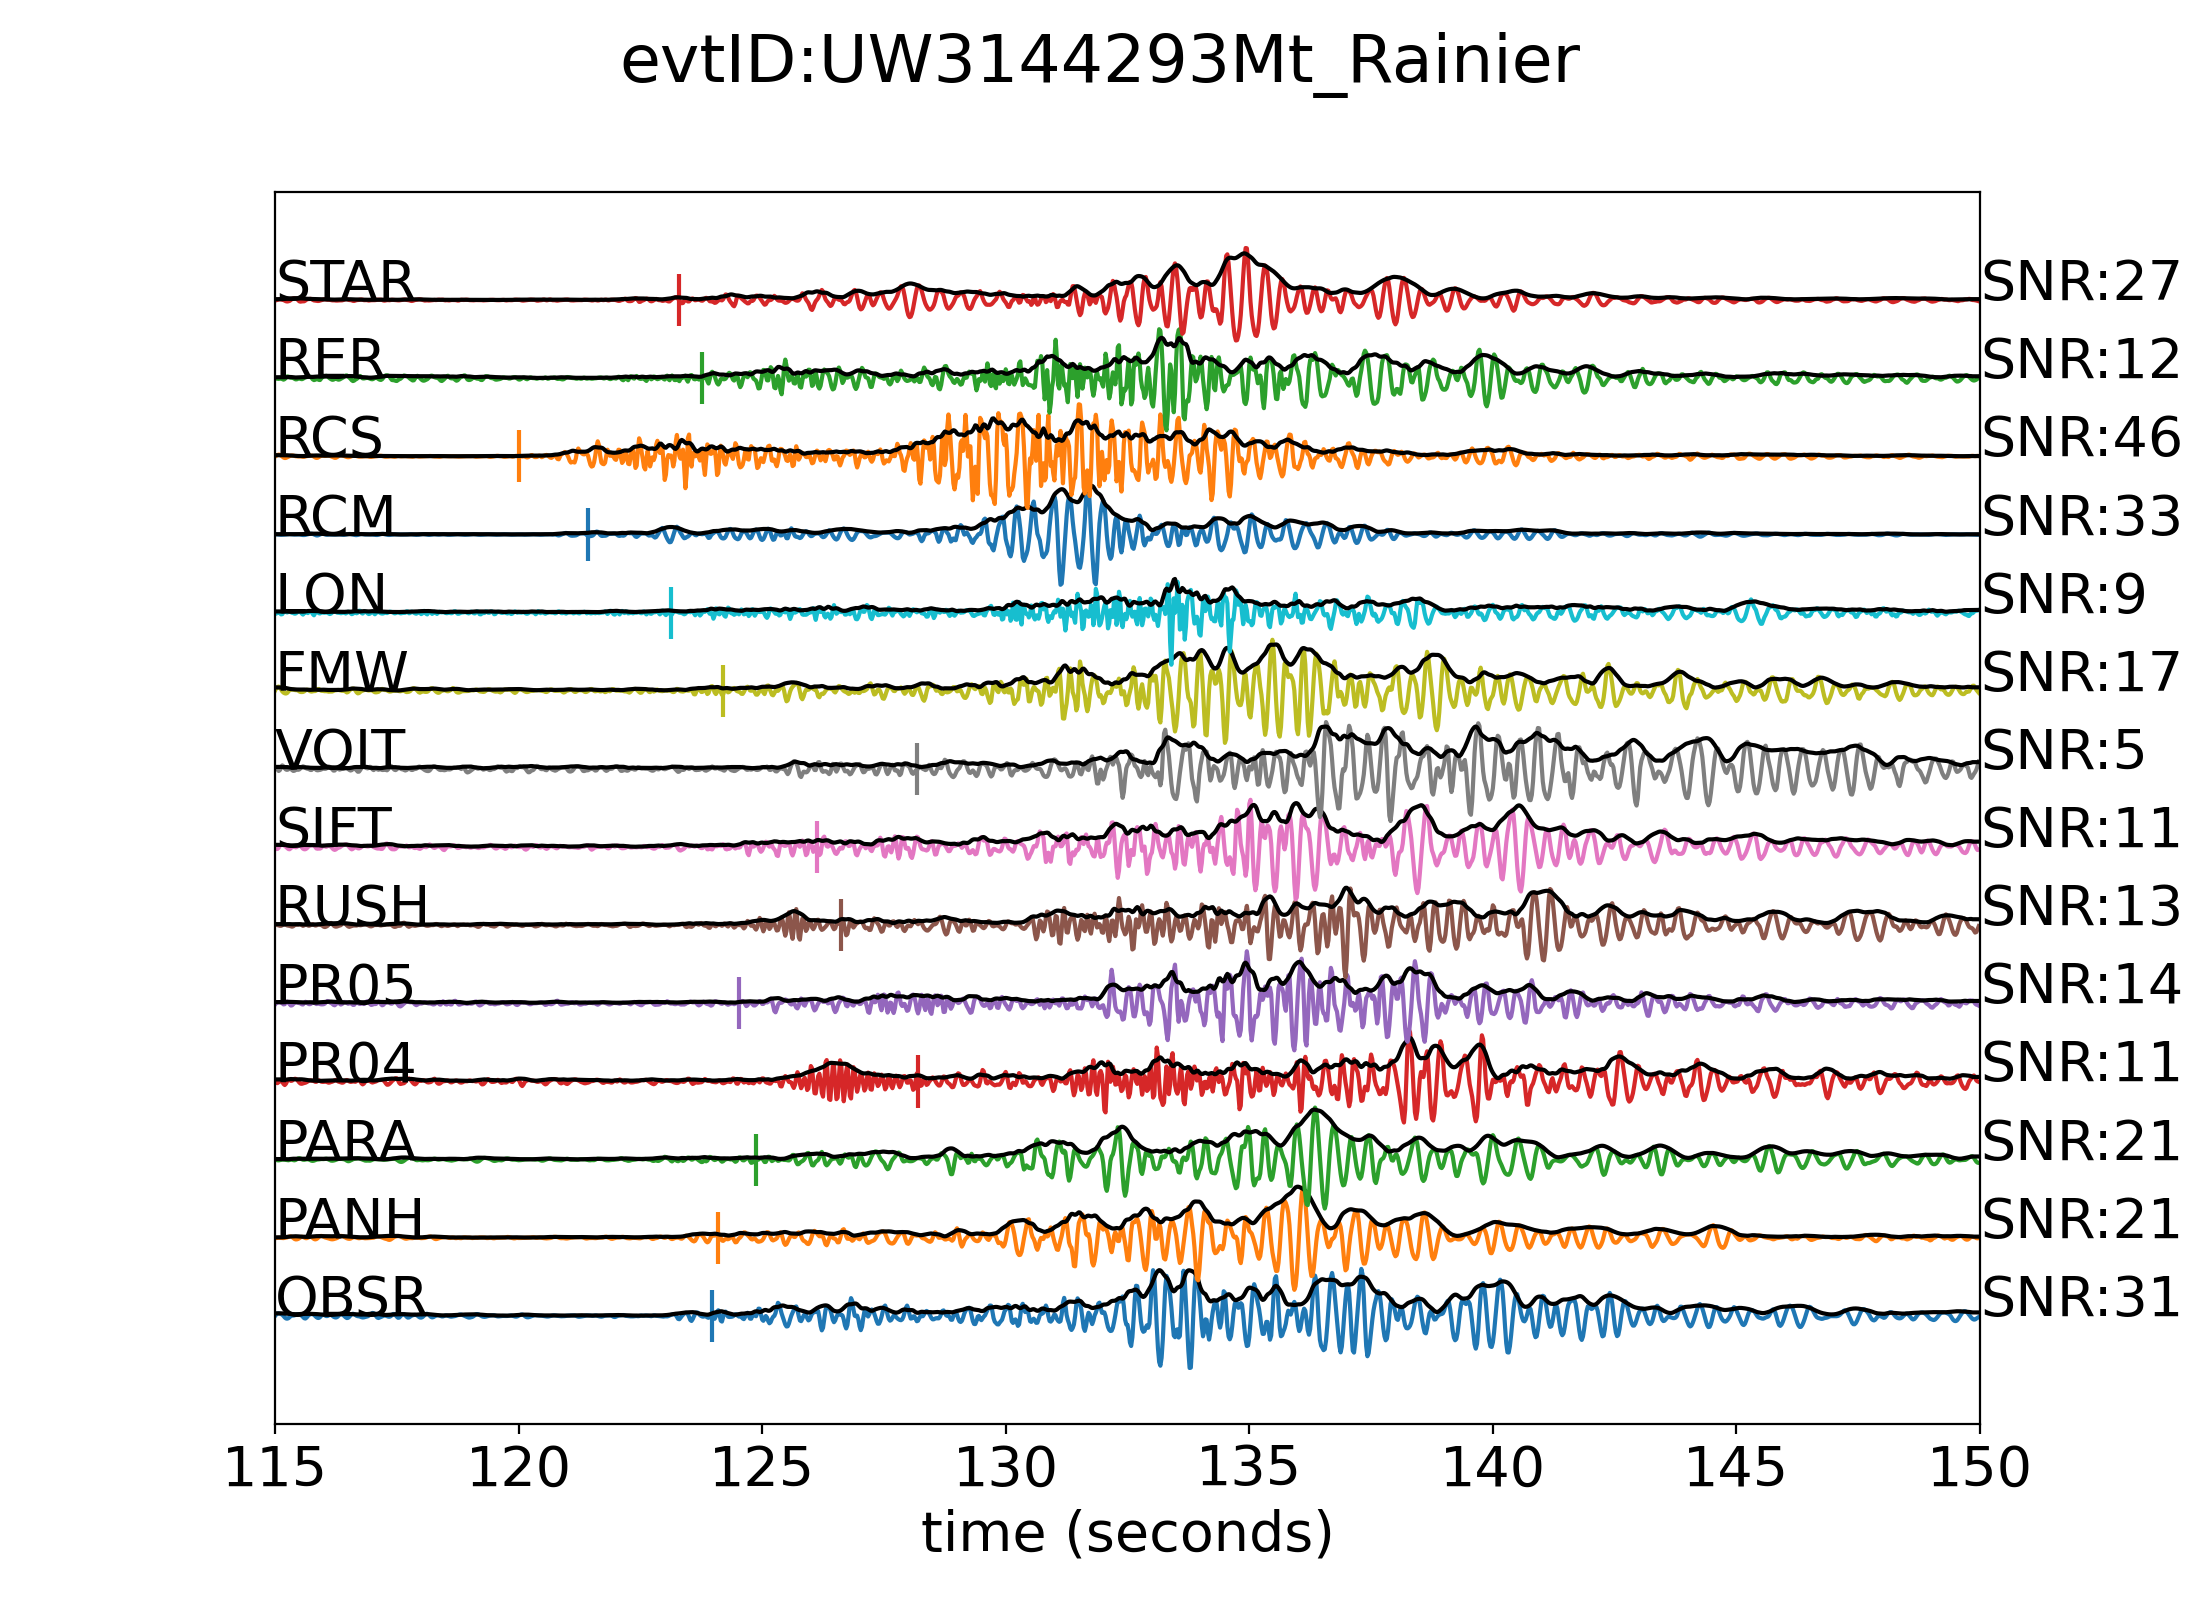 evtID:UW3144293Mt_Rainier
STAR SNR:27
RER SNR:12
RCS SNR:46
RCM SNR:33
LON SNR:9
FMW SNR:17
VOIT SNR:5
SIFT SNR:11
RUSH SNR:13
PR05 SNR:14
PR04 SNR:11
PARA SNR:21
PANH SNR:21
OBSR SNR:31
115 120 125 130 135 140 145 150
time (seconds)